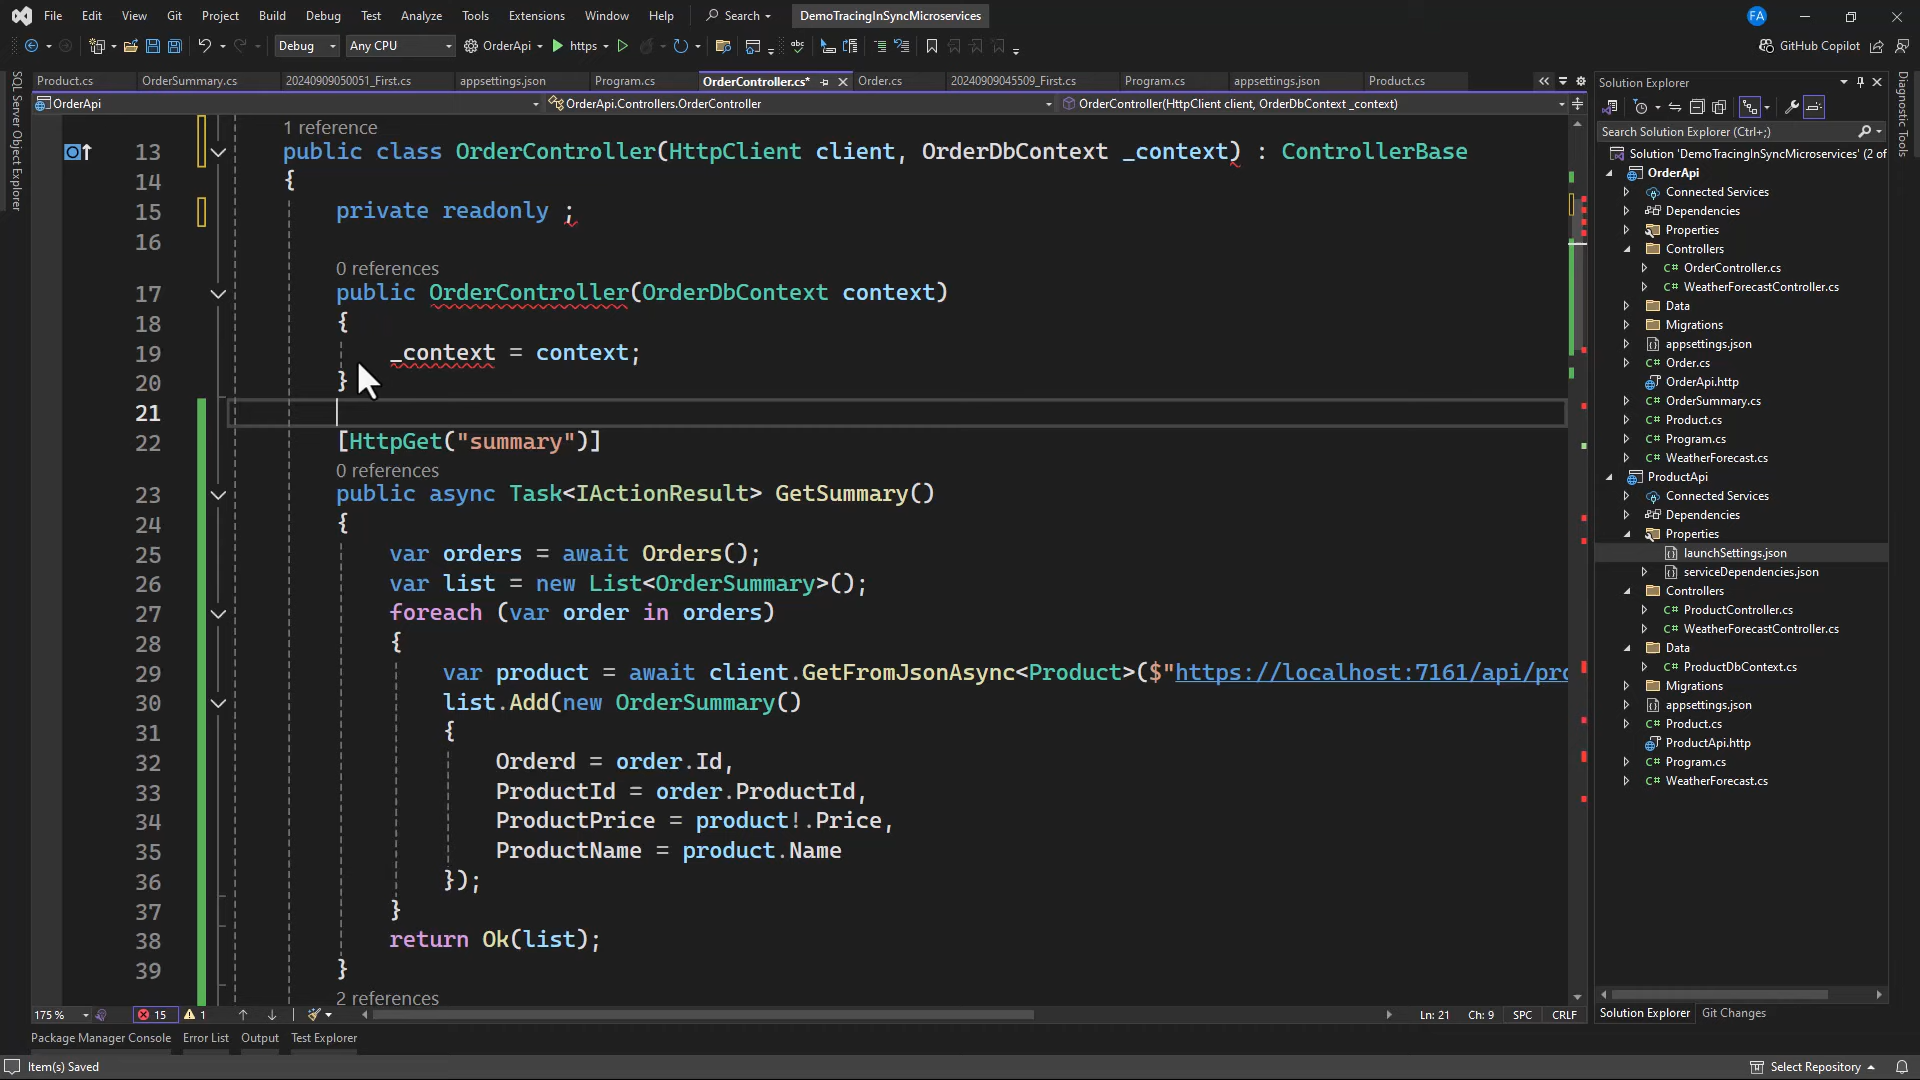 File Edit View Git Project Build Debug Test Analyze Tools Extensions Window Help Search DemoTracingInSyncMicroservices FA
Debug Any CPU OrderApi https GitHub Copilot
Product.cs OrderSummary.cs 20240909050051_First.cs appsettings.json Program.cs OrderController.cs* Order.cs 20240909045509_First.cs Program.cs appsettings.json Product.cs
OrderApi OrderApi.Controllers.OrderController OrderController(HttpClient client, OrderDbContext _context)
SQL Server Object Explorer
1 reference
13 public class OrderController(HttpClient client, OrderDbContext _context) : ControllerBase
14 {
15 private readonly ;
16
0 references
17 public OrderController(OrderDbContext context)
18 {
19 _context = context;
20 }
21
22 [HttpGet("summary")]
0 references
23 public async Task<IActionResult> GetSummary()
24 {
25 var orders = await Orders();
26 var list = new List<OrderSummary>();
27 foreach (var order in orders)
28 {
29 var product = await client.GetFromJsonAsync<Product>($"https://localhost:7161/api/pro
30 list.Add(new OrderSummary()
31 {
32 Orderd = order.Id,
33 ProductId = order.ProductId,
34 ProductPrice = product!.Price,
35 ProductName = product.Name
36 });
37 }
38 return Ok(list);
39 }
2 references
175 % 15 1 Ln: 21 Ch: 9 SPC CRLF
Package Manager Console Error List Output Test Explorer
Item(s) Saved Select Repository
Solution Explorer
Search Solution Explorer (Ctrl+;)
Solution 'DemoTracingInSyncMicroservices' (2 of
OrderApi
Connected Services
Dependencies
Properties
Controllers
C# OrderController.cs
C# WeatherForecastController.cs
Data
Migrations
appsettings.json
C# Order.cs
OrderApi.http
C# OrderSummary.cs
C# Product.cs
C# Program.cs
C# WeatherForecast.cs
ProductApi
Connected Services
Dependencies
Properties
launchSettings.json
serviceDependencies.json
Controllers
C# ProductController.cs
C# WeatherForecastController.cs
Data
C# ProductDbContext.cs
Migrations
appsettings.json
C# Product.cs
ProductApi.http
C# Program.cs
C# WeatherForecast.cs
Solution Explorer Git Changes
Diagnostic Tools